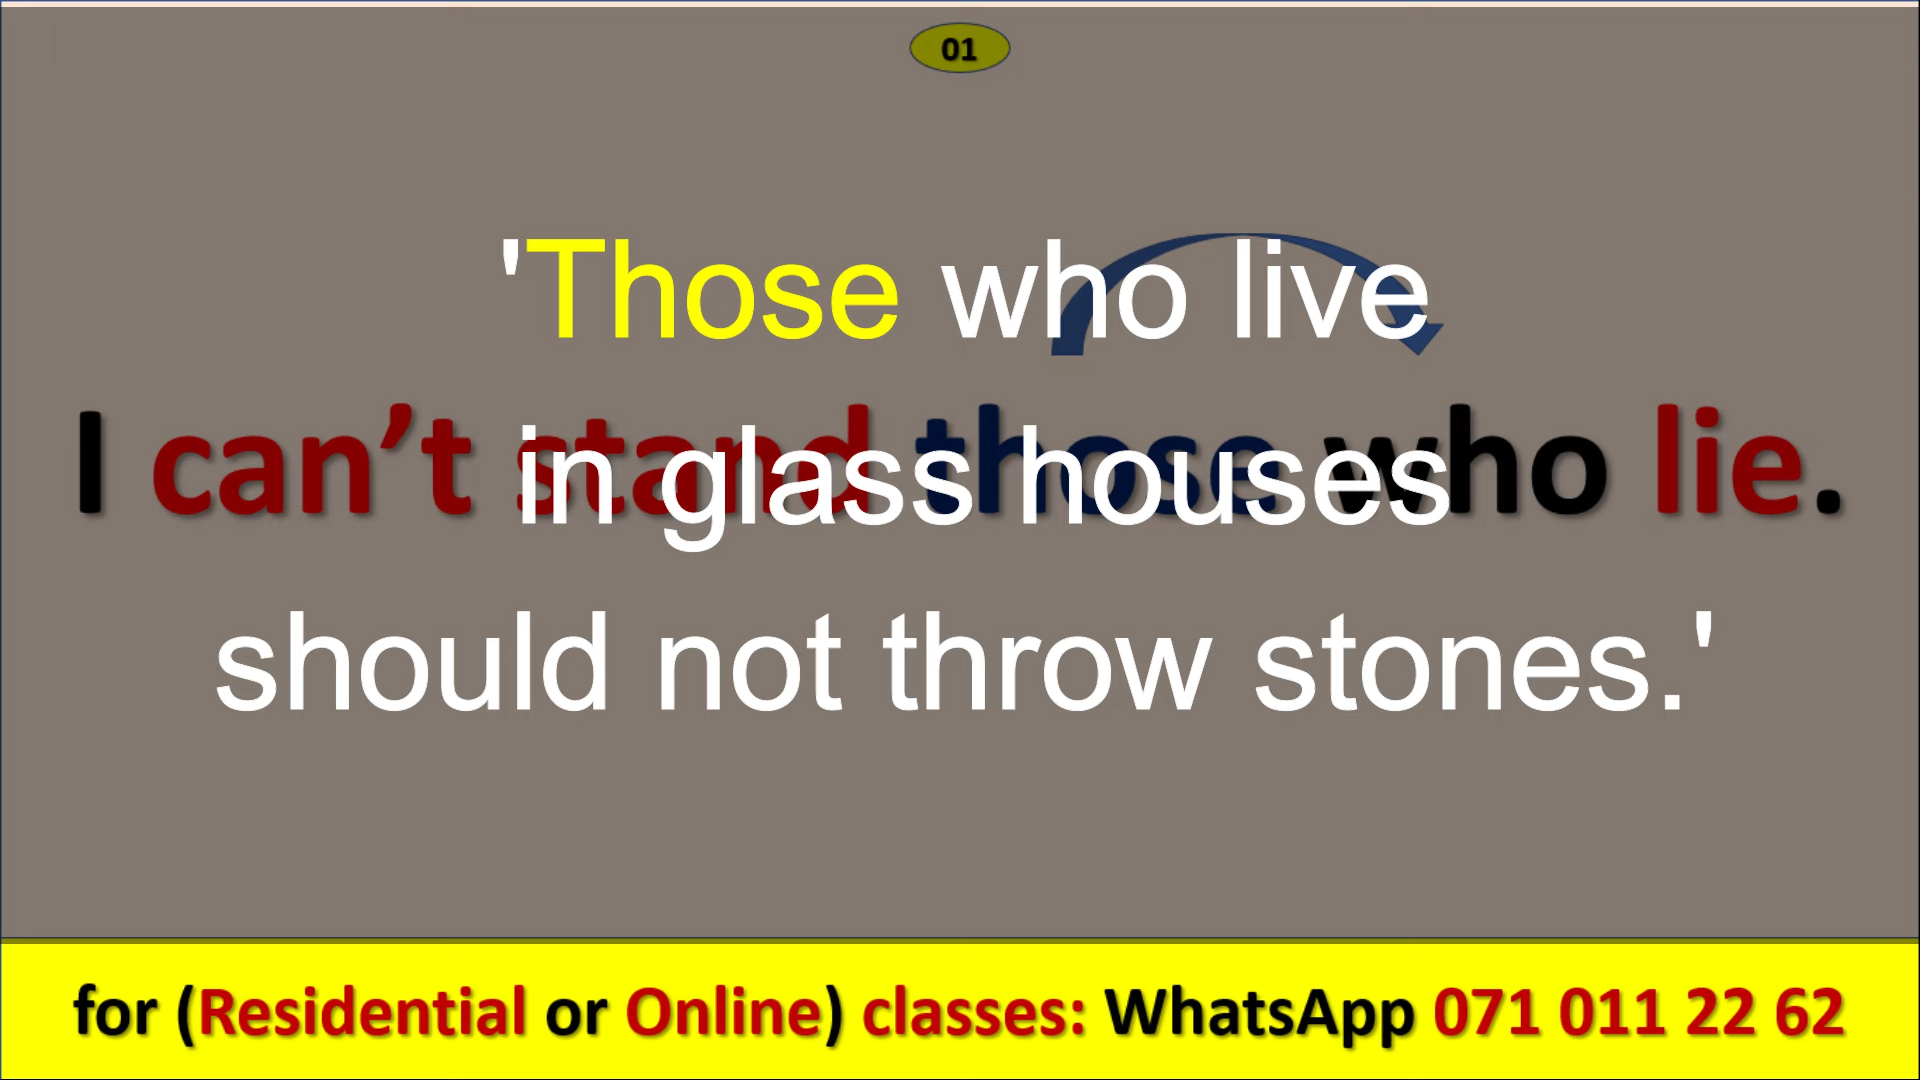 01
'Those who live
I can’t stand those who lie.
in glass houses
should not throw stones.'
for (Residential or Online) classes: WhatsApp 071 011 22 62